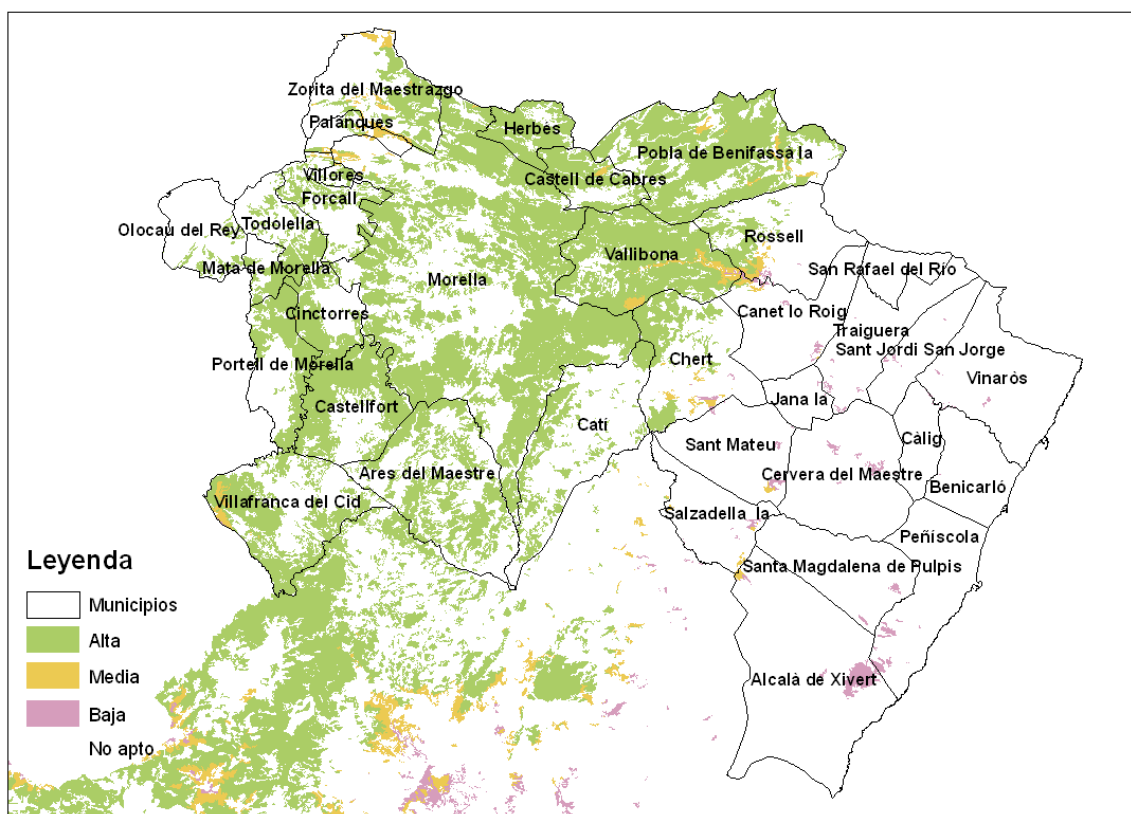 Zorita del Maestrazgo
Palanques
Herbés
Pobla de Benifassà la
Castell de Cabres
Villores
Forcall
Olocau del Rey
Todolella
Rossell
Vallibona
San Rafael del Río
Mata de Morella
Morella
Cinctorres
Canet lo Roig
Traiguera
Sant Jordi San Jorge
Portell de Morella
Chert
Vinaròs
Castellfort
Jana la
Catí
Càlig
Sant Mateu
Ares del Maestre
Cervera del Maestre
Benicarló
Villafranca del Cid
Salzadella la
Peñíscola
Santa Magdalena de Pulpis
Alcalà de Xivert
Leyenda
Municipios
Alta
Media
Baja
No apto